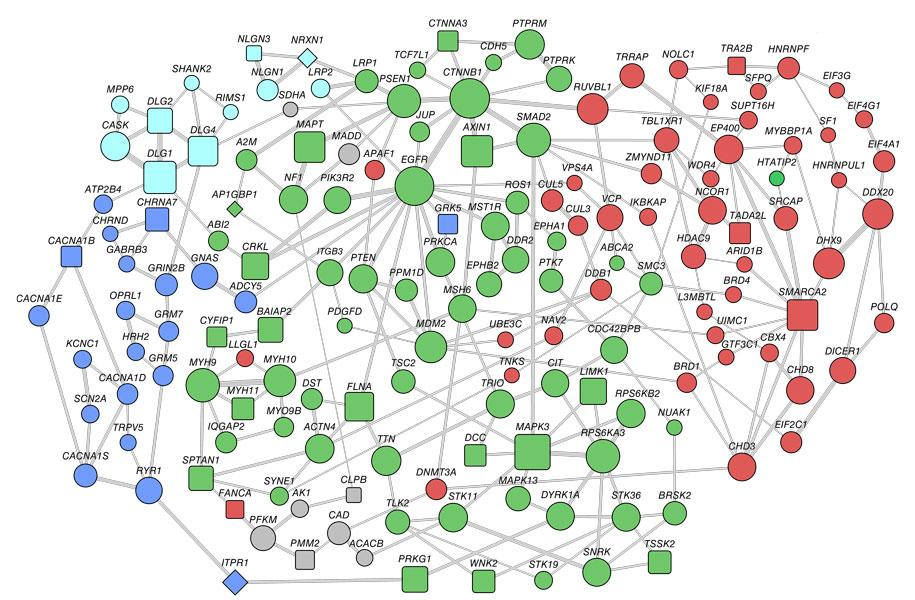 CTNNA3
PTPRM
NLGN3
NRXN1
TCF7L1
CDH5
LRP1
PSEN1
CTNNB1
PTPRK
TRRAP
NOLC1
TRA2B
HNRNPF
SHANK2
NLGN1
LRP2
SDHA
RUVBL1
KIF18A
SFPQ
EIF3G
MPP6
DLG2
RIMS1
JUP
SUPT16H
EIF4G1
CASK
DLG4
MAPT
MADD
AXIN1
SMAD2
TBL1XR1
EP400
MYBBP1A
SF1
A2M
APAF1
EGFR
VPS4A
ZMYND11
WDR4
HTATIP2
HNRNPUL1
EIF4A1
DLG1
NF1
PIK3R2
ROS1
CUL5
NCOR1
DDX20
ATP2B4
AP1GBP1
GRK5
MST1R
CUL3
VCP
IKBKAP
TADA2L
SRCAP
CHRNA7
CHRND
ABI2
EPHA1
CACNA1B
GABRB3
CRKL
PRKCA
DDR2
ABCA2
HDAC9
ARID1B
DHX9
GRIN2B
GNAS
ITGB3
PTEN
EPHB2
PTK7
DDB1
SMC3
ADCY5
PPM1D
BRD4
SMARCA2
CACNA1E
OPRL1
GRM7
MSH6
L3MBTL
POLQ
HRH2
CYFIP1
BAIAP2
PDGFD
MDM2
UBE3C
NAV2
CDC42BPB
UIMC1
KCNC1
LLGL1
GTF3C1
CBX4
GRM5
MYH9
MYH10
TSC2
TNKS
CIT
BRD1
CHD8
DICER1
CACNA1D
SCN2A
MYH11
DST
FLNA
TRIO
LIMK1
RPS6KB2
IQGAP2
MYO9B
NUAK1
EIF2C1
TRPV5
ACTN4
DCC
MAPK3
RPS6KA3
CACNA1S
RYR1
SPTAN1
TTN
CHD3
SYNE1
CLPB
DNMT3A
MAPK13
FANCA
AK1
PFKM
CAD
TLK2
STK11
DYRK1A
STK36
BRSK2
PMM2
ACACB
ITPR1
PRKG1
WNK2
STK19
SNRK
TSSK2